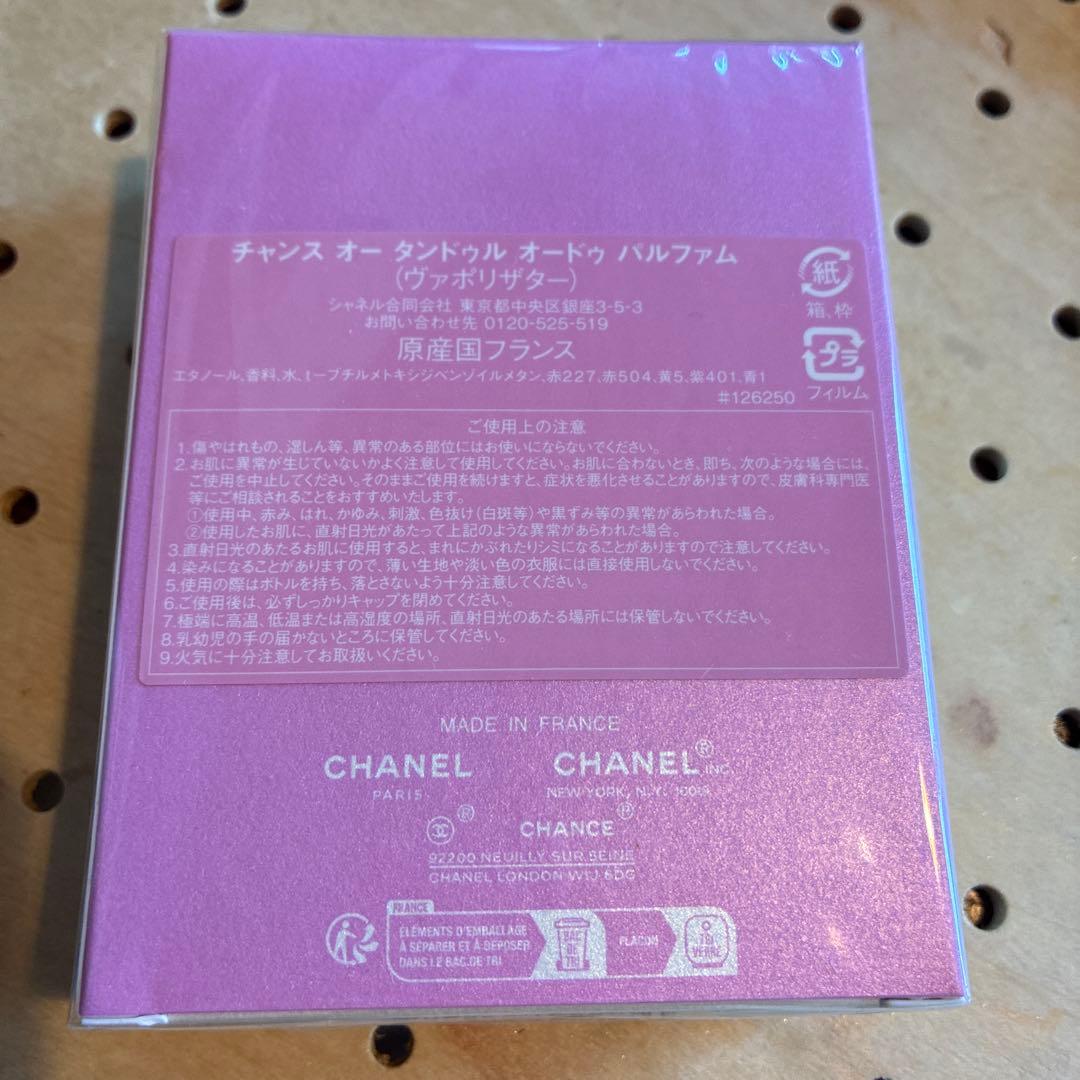 チャンス オー タンドゥル オードゥ パルファム
(ヴァポリザター)
シャネル合同会社 東京都中央区銀座3-5-3
お問い合わせ先 0120-525-519
原産国フランス
エタノール、香料、水、t-ブチルメトキシジベンゾイルメタン、赤227、赤504、黄5、紫401、青1
#126250
紙
箱、枠
プラ
フィルム
ご使用上の注意
1.傷やはれもの、湿しん等、異常のある部位にはお使いにならないでください。
2.お肌に異常が生じていないかよく注意して使用してください。お肌に合わないとき、即ち、次のような場合には、
ご使用を中止してください。そのままご使用を続けますと、症状を悪化させることがありますので、皮膚科専門医
等にご相談されることをおすすめいたします。
①使用中、赤み、はれ、かゆみ、刺激、色抜け(白斑等)や黒ずみ等の異常があらわれた場合。
②使用したお肌に、直射日光があたって上記のような異常があらわれた場合。
3.直射日光のあたるお肌に使用すると、まれにかぶれたりシミになることがありますので注意してください。
4.染みになることがありますので、薄い生地や淡い色の衣服には直接使用しないでください。
5.使用の際はボトルを持ち、落とさないよう十分注意してください。
6.ご使用後は、必ずしっかりキャップを閉めてください。
7.極端に高温、低温または高湿度の場所、直射日光のあたる場所には保管しないでください。
8.乳幼児の手の届かないところに保管してください。
9.火気に十分注意してお取扱いください。
MADE IN FRANCE
CHANEL
PARIS
CHANEL® INC.
NEW YORK, N.Y. 10019
®
CHANCE®
92200 NEUILLY SUR SEINE
CHANEL LONDON W1J 6DG
FRANCE
ÉLÉMENTS D'EMBALLAGE
À SÉPARER ET À DÉPOSER
DANS LE BAC DE TRI
BAC DE TRI
FLACON
VERRE